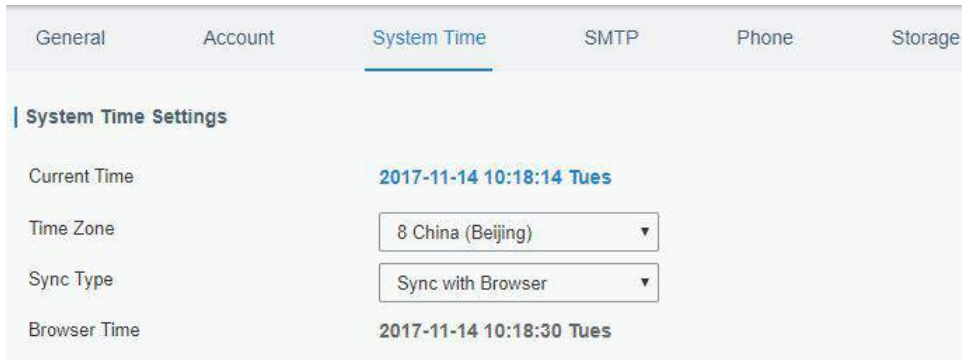 General Account System Time SMTP Phone Storage
System Time Settings
Current Time 2017-11-14 10:18:14 Tues
Time Zone 8 China (Beijing)
Sync Type Sync with Browser
Browser Time 2017-11-14 10:18:30 Tues